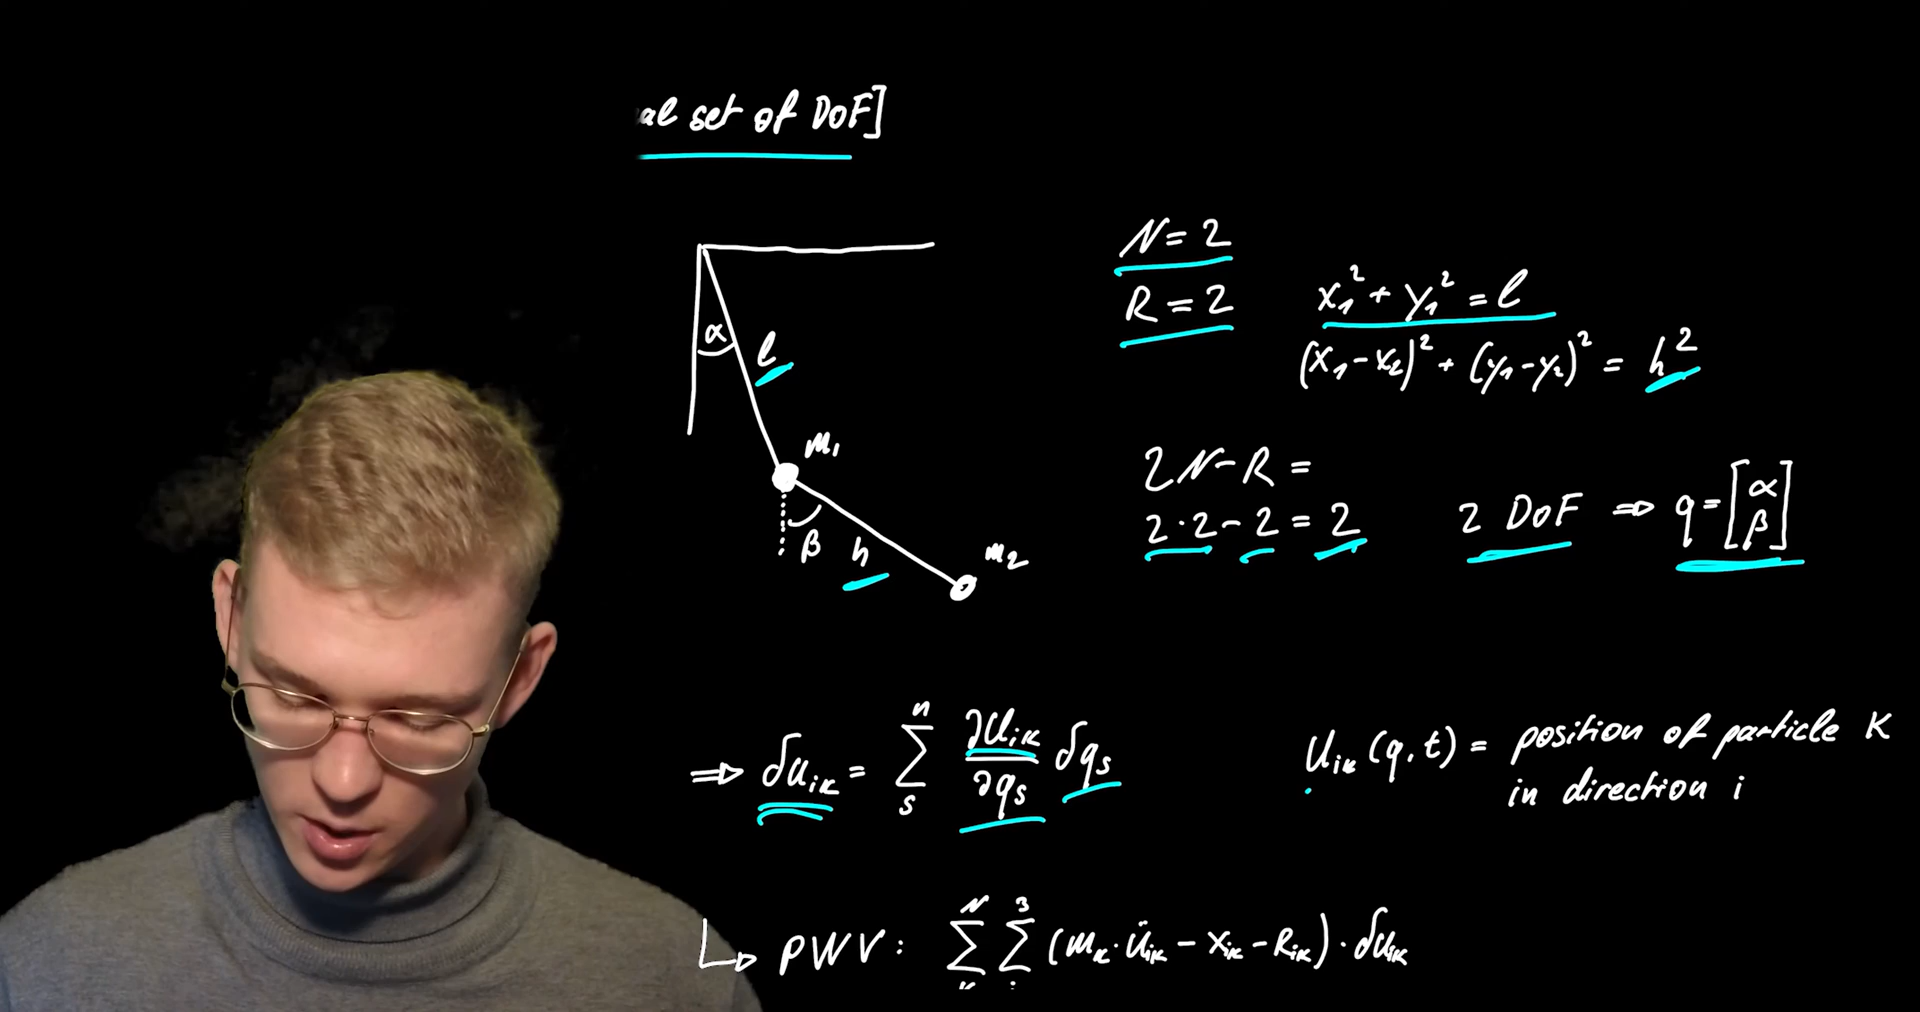 set of DoF]
N = 2
R = 2
x₁² + y₁² = l
(x₁ - x₂)² + (y₁ - y₂)² = h²
α
l
m₁
β
h
m₂
2N - R =
2 · 2 - 2 = 2
2 DoF ⇒ q = [α β]
⇒ δu_ik = Σ_s^n ∂U_ik/∂q_s δq_s
U_ik (q, t) = position of particle K
in direction i
↳ PWV : Σ^N Σ^3 (m_k · ü_ik - X_ik - R_ik) · δu_ik